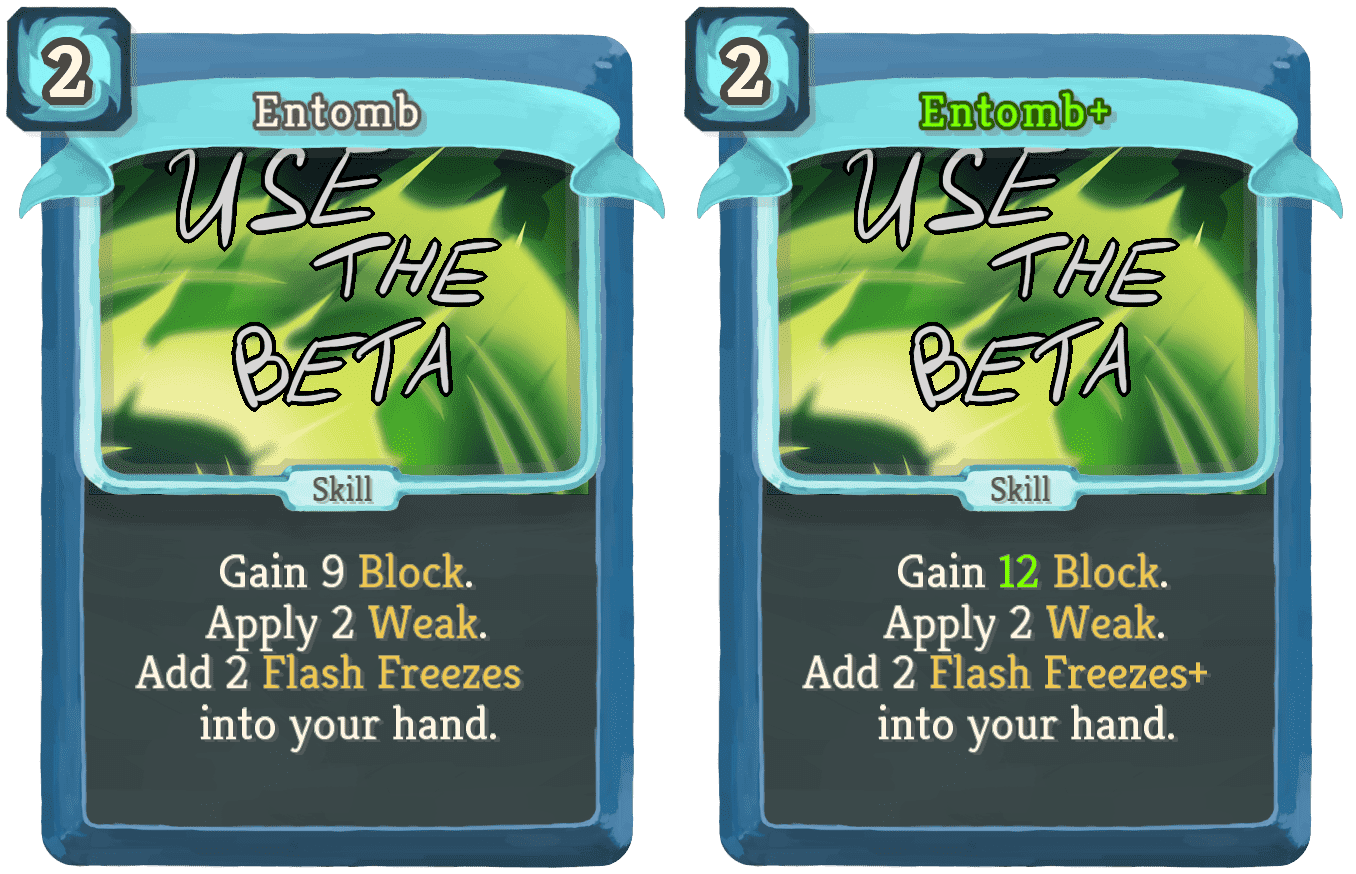 2
Entomb
USE
THE
BETA
Skill
Gain 9 Block.
Apply 2 Weak.
Add 2 Flash Freezes
into your hand.
2
Entomb+
USE
THE
BETA
Skill
Gain 12 Block.
Apply 2 Weak.
Add 2 Flash Freezes+
into your hand.